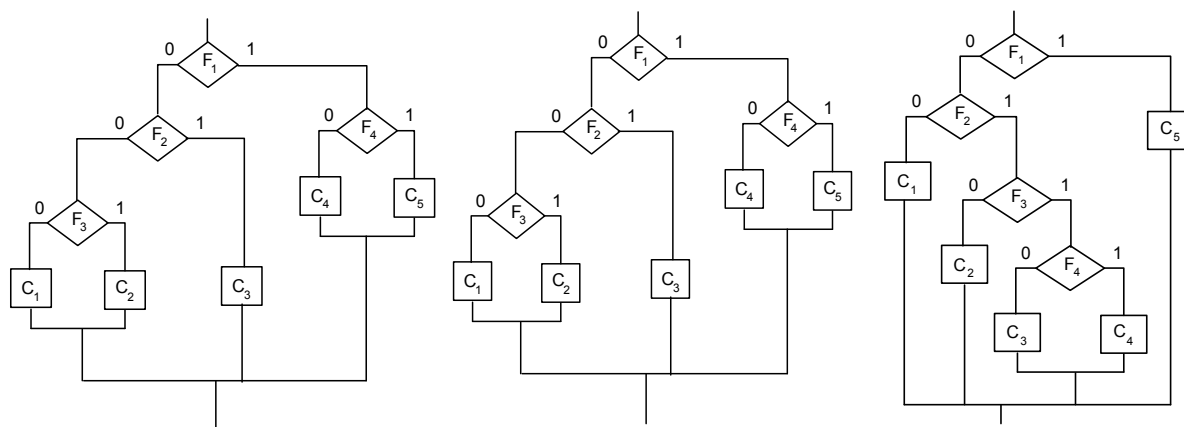 0 F1 1
0 F2 1
0 F4 1
C4 C5
0 F3 1
C1 C2 C3
0 F1 1
0 F2 1
0 F4 1
C4 C5
0 F3 1
C1 C2 C3
0 F1 1
0 F2 1
C5
C1
0 F3 1
C2
0 F4 1
C3 C4